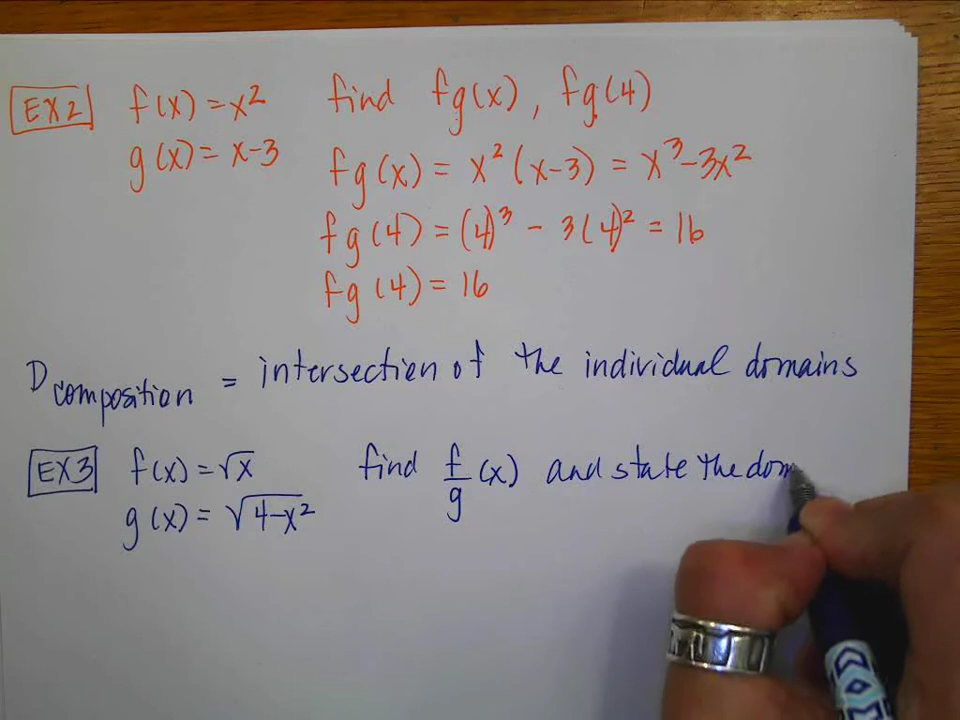 EX2 f(x) = x² find fg(x), fg(4)
g(x) = x-3 fg(x) = x²(x-3) = x³-3x²
fg(4) = (4)³ - 3(4)² = 16
fg(4) = 16
D composition = intersection of the individual domains
EX3 f(x) = √x find f/g (x) and state the dom
g(x) = √4-x²